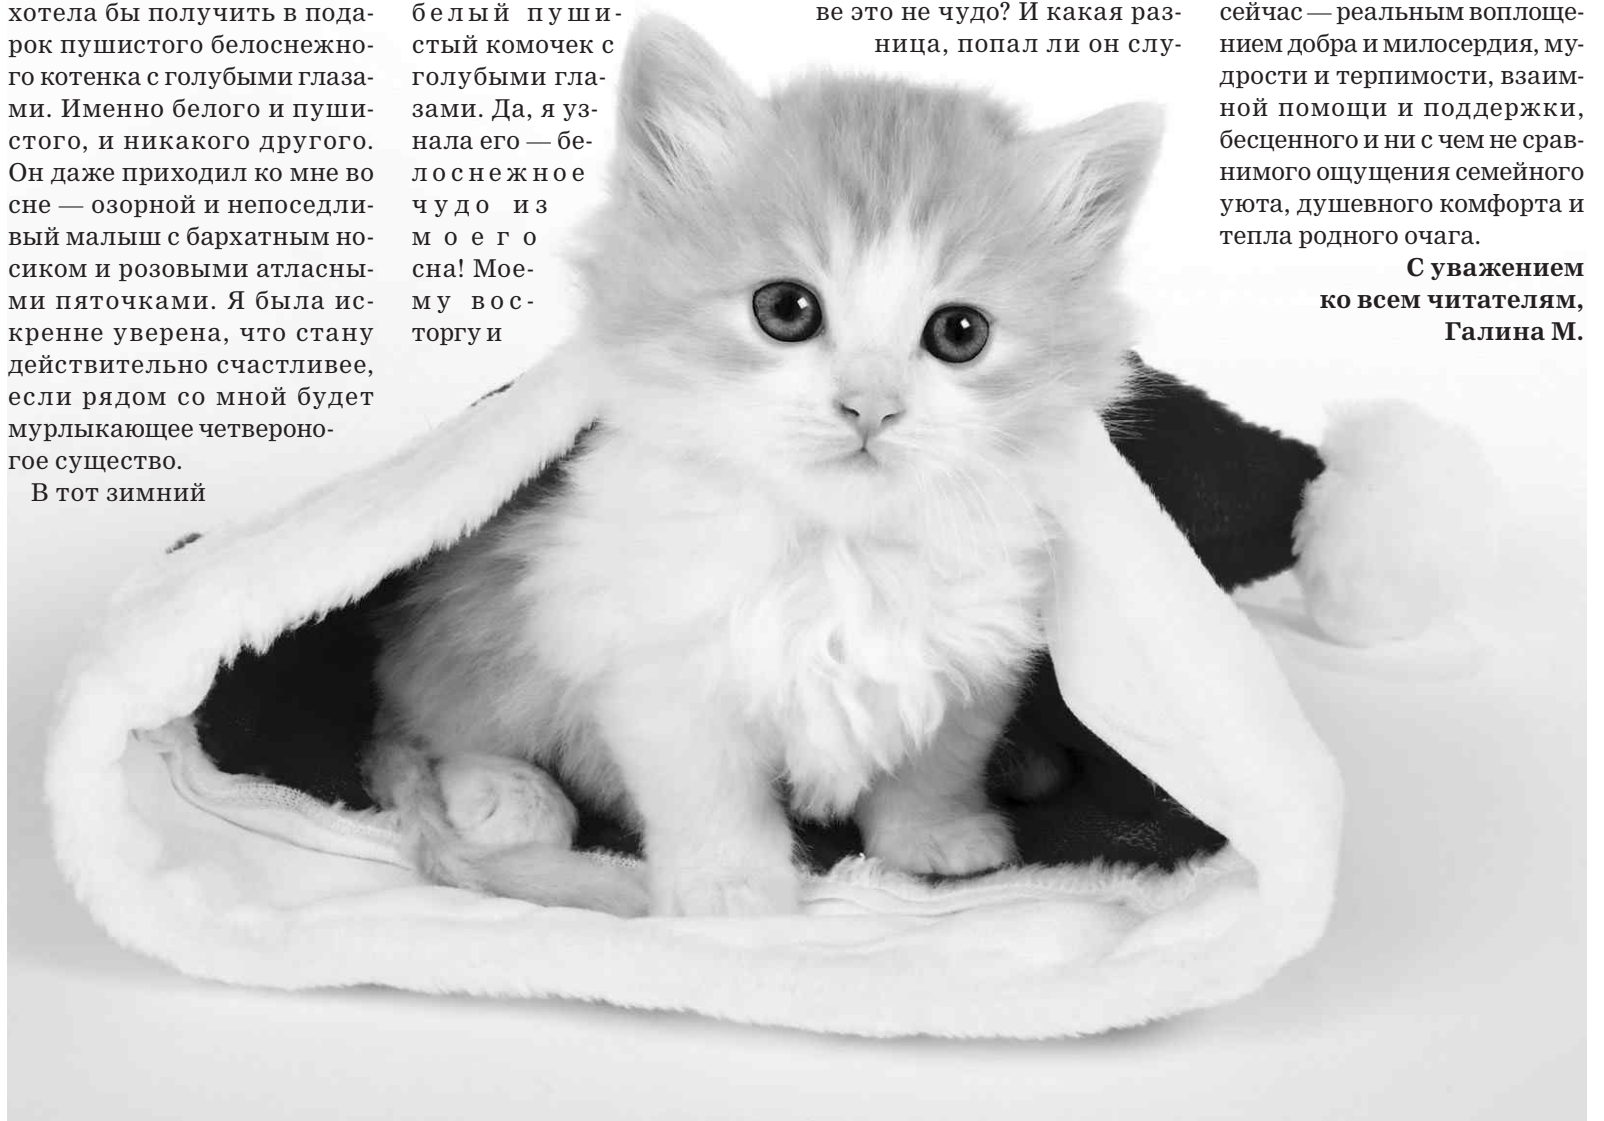 хотела бы получить в пода-
рок пушистого белоснежно-
го котенка с голубыми глаза-
ми. Именно белого и пуши-
стого, и никакого другого.
Он даже приходил ко мне во
сне — озорной и непоседли-
вый малыш с бархатным но-
сиком и розовыми атласны-
ми пяточками. Я была ис-
кренне уверена, что стану
действительно счастливее,
если рядом со мной будет
мурлыкающее четвероно-
гое существо.
В тот зимний
белый пуши-
стый комочек с
голубыми гла-
зами. Да, я уз-
нала его — бе-
лоснежное
чудо из
моего
сна! Мое-
му вос-
торгу и
ве это не чудо? И какая раз-
ница, попал ли он слу-
сейчас — реальным воплоще-
нием добра и милосердия, му-
дрости и терпимости, взаим-
ной помощи и поддержки,
бесценного и ни с чем не срав-
нимого ощущения семейного
уюта, душевного комфорта и
тепла родного очага.
С уважением
ко всем читателям,
Галина М.